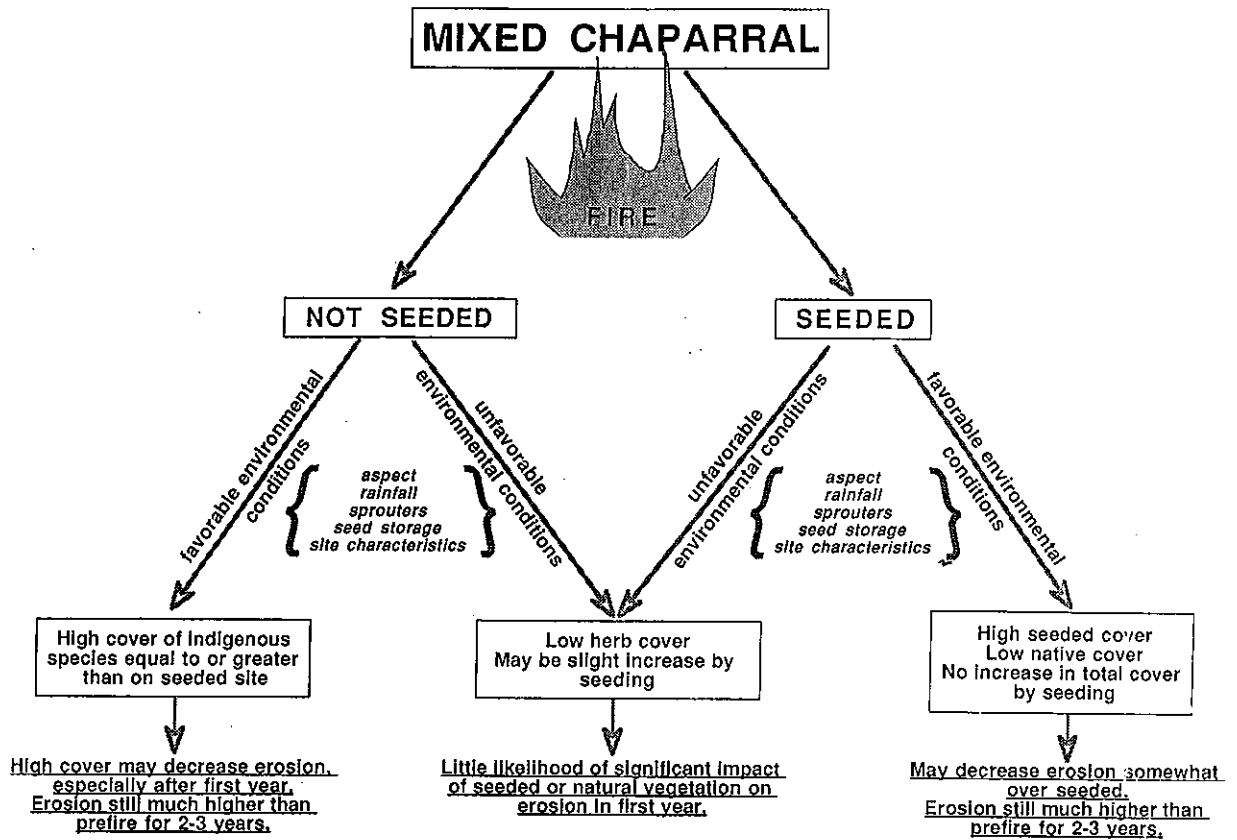 MIXED CHAPARRAL
FIRE
NOT SEEDED
SEEDED
favorable environmental
conditions
unfavorable
environmental conditions
aspect
rainfall
sprouters
seed storage
site characteristics
unfavorable
environmental conditions
aspect
rainfall
sprouters
seed storage
site characteristics
favorable environmental
conditions
High cover of indigenous
species equal to or greater
than on seeded site
Low herb cover
May be slight increase by
seeding
High seeded cover
Low native cover
No increase in total cover
by seeding
High cover may decrease erosion,
especially after first year.
Erosion still much higher than
prefire for 2-3 years.
Little likelihood of significant impact
of seeded or natural vegetation on
erosion in first year.
May decrease erosion somewhat
over seeded.
Erosion still much higher than
prefire for 2-3 years.